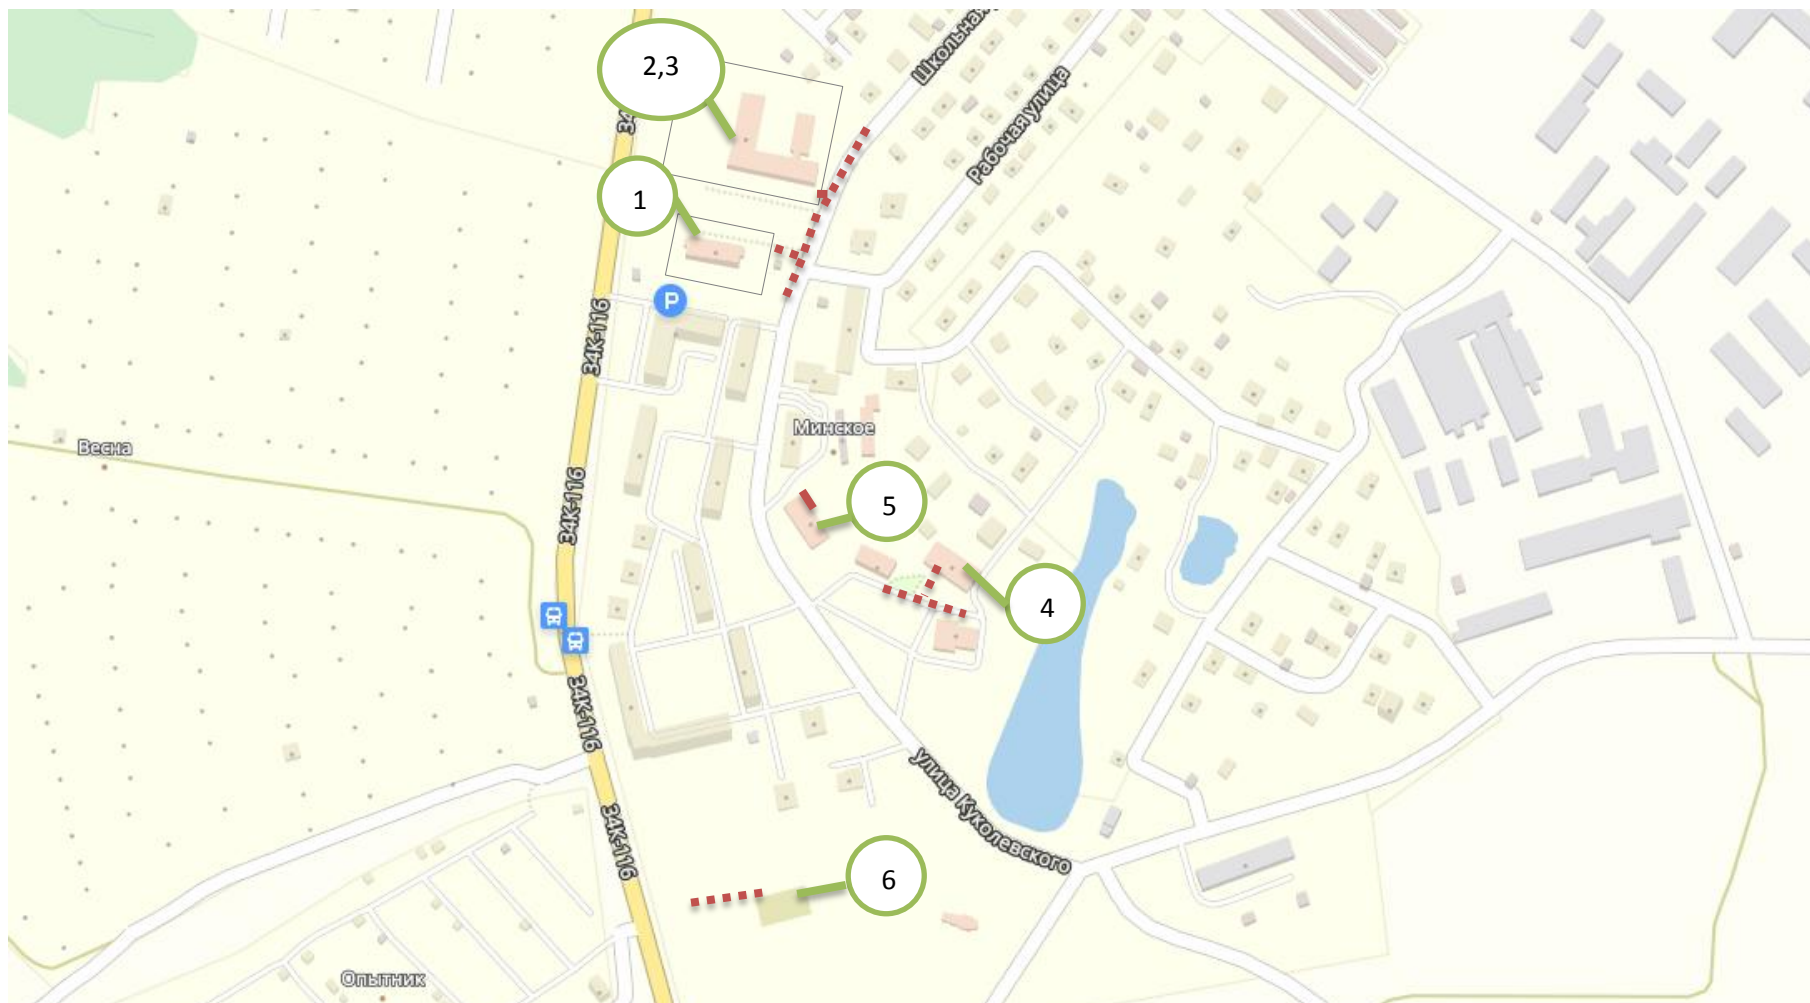 Школьная
2,3
34
Рабочая улица
1
P
34К-116
Минское
Весна
34К-116
5
4
34К-116
улица Куколевского
34К-116
6
Опытник